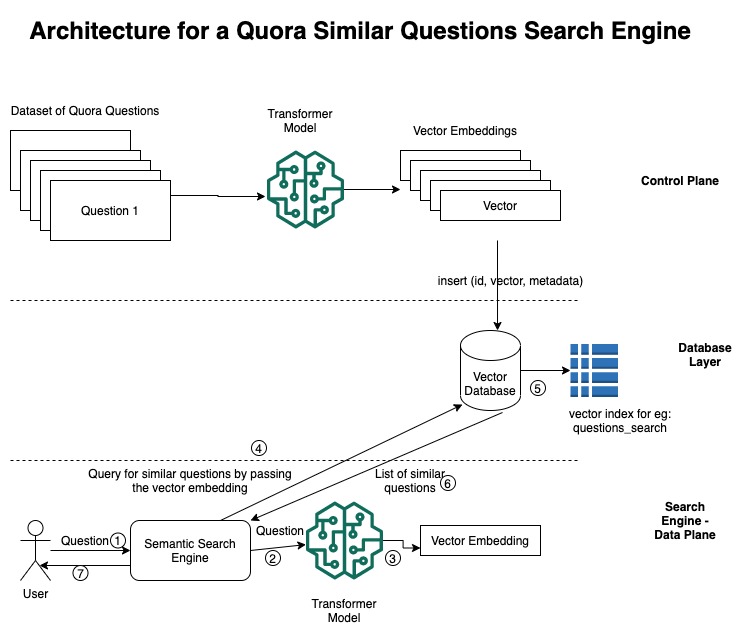 Architecture for a Quora Similar Questions Search Engine
Dataset of Quora Questions
Transformer
Model
Vector Embeddings
Control Plane
Question 1
Vector
insert (id, vector, metadata)
Database
Layer
Vector
Database
5
vector index for eg:
questions_search
4
Query for similar questions by passing
the vector embedding
List of similar
questions
6
Search
Engine -
Data Plane
Question
1
Semantic Search
Engine
Question
2
3
Vector Embedding
7
User
Transformer
Model